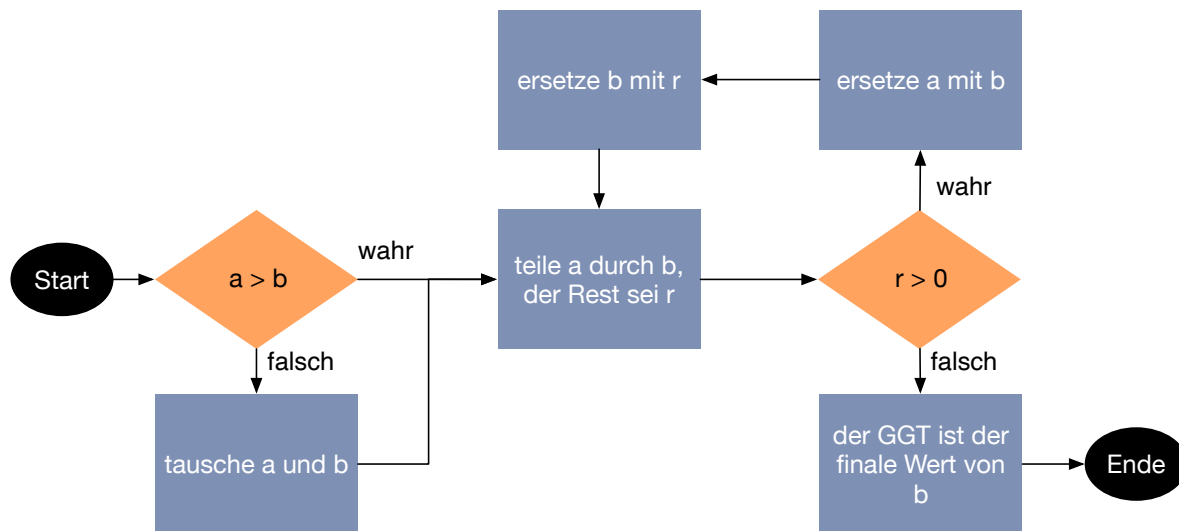 ersetze b mit r
ersetze a mit b
wahr
Start
a > b
wahr
teile a durch b,
der Rest sei r
r > 0
falsch
falsch
tausche a und b
der GGT ist der
finale Wert von
b
Ende